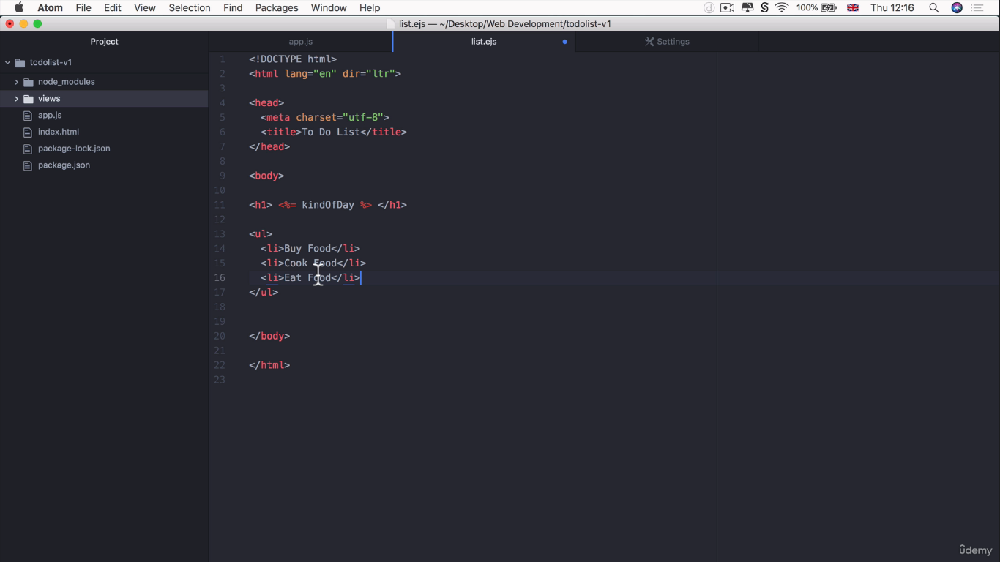 Atom File Edit View Selection Find Packages Window Help 100% Thu 12:16
list.ejs — ~/Desktop/Web Development/todolist-v1
Project
app.js
list.ejs
Settings
todolist-v1
node_modules
views
app.js
index.html
package-lock.json
package.json
1 <!DOCTYPE html>
2 <html lang="en" dir="ltr">
3
4 <head>
5 <meta charset="utf-8">
6 <title>To Do List</title>
7 </head>
8
9 <body>
10
11 <h1> <%= kindOfDay %> </h1>
12
13 <ul>
14 <li>Buy Food</li>
15 <li>Cook Food</li>
16 <li>Eat Food</li>
17 </ul>
18
19
20 </body>
21
22 </html>
23
ûdemy